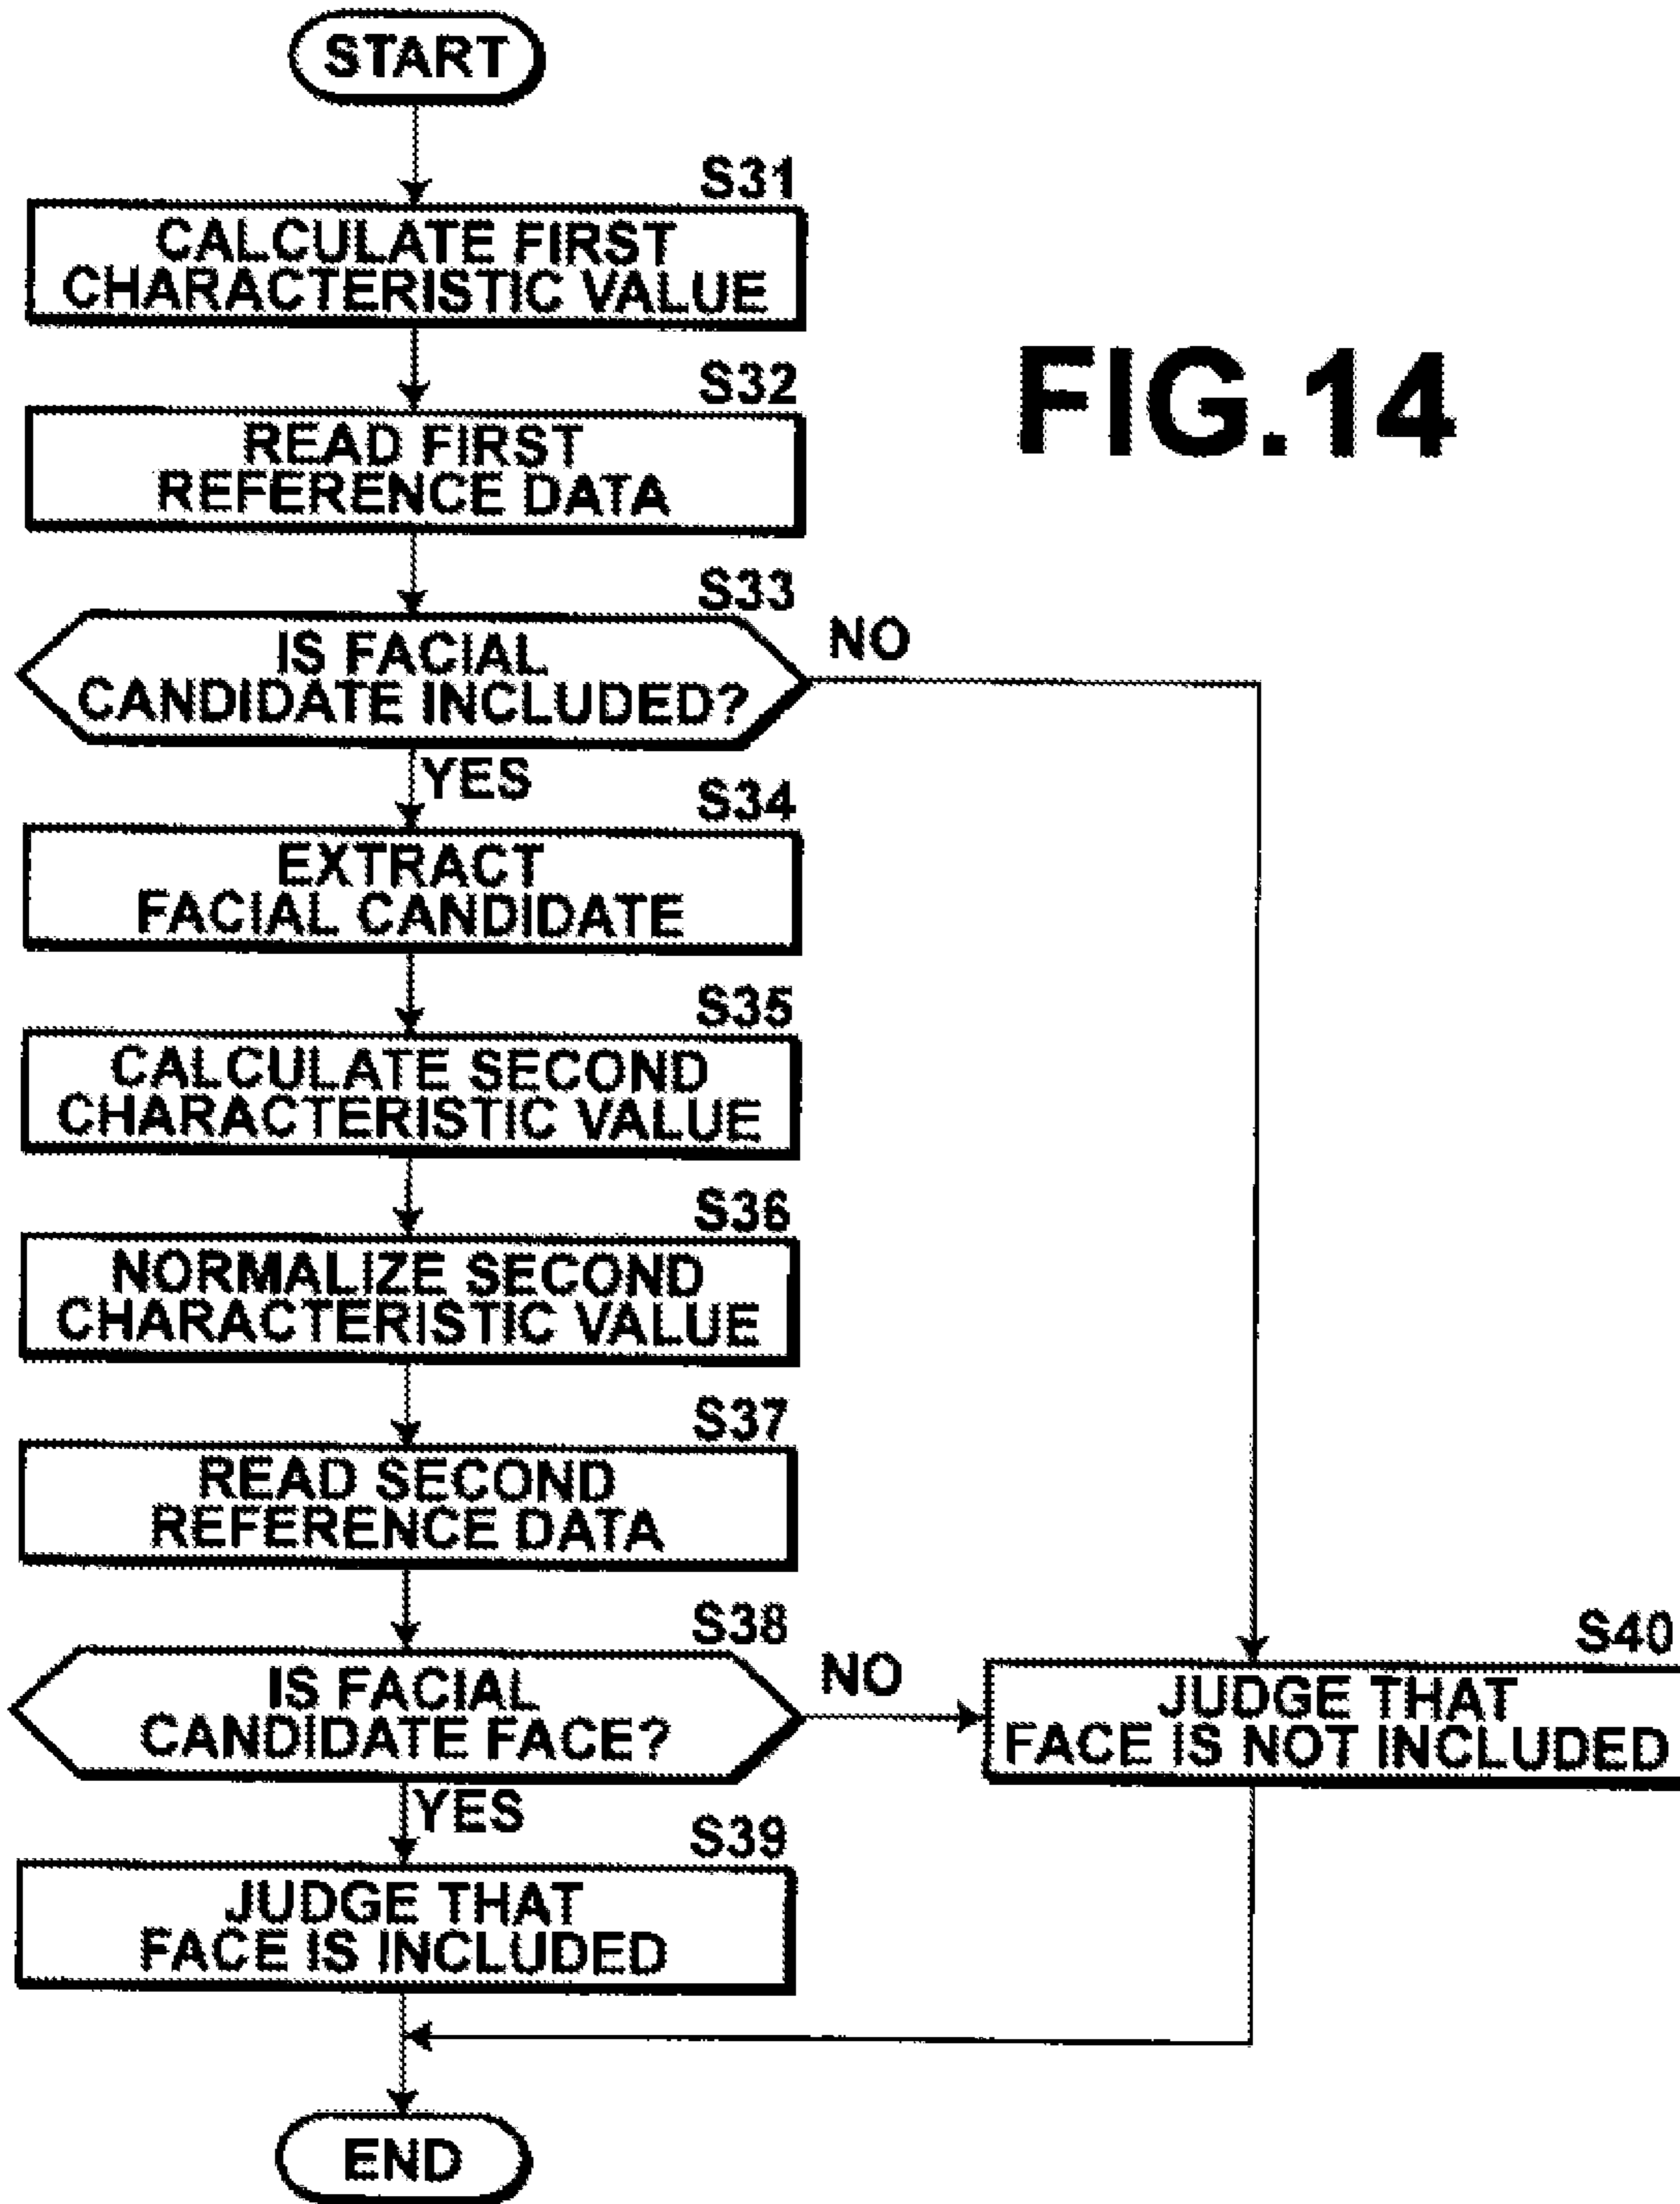 START
S31
CALCULATE FIRST
CHARACTERISTIC VALUE
FIG.14
S32
READ FIRST
REFERENCE DATA
S33
IS FACIAL
CANDIDATE INCLUDED?
NO
YES
S34
EXTRACT
FACIAL CANDIDATE
S35
CALCULATE SECOND
CHARACTERISTIC VALUE
S36
NORMALIZE SECOND
CHARACTERISTIC VALUE
S37
READ SECOND
REFERENCE DATA
S38
IS FACIAL
CANDIDATE FACE?
NO
S40
JUDGE THAT
FACE IS NOT INCLUDED
YES
S39
JUDGE THAT
FACE IS INCLUDED
END